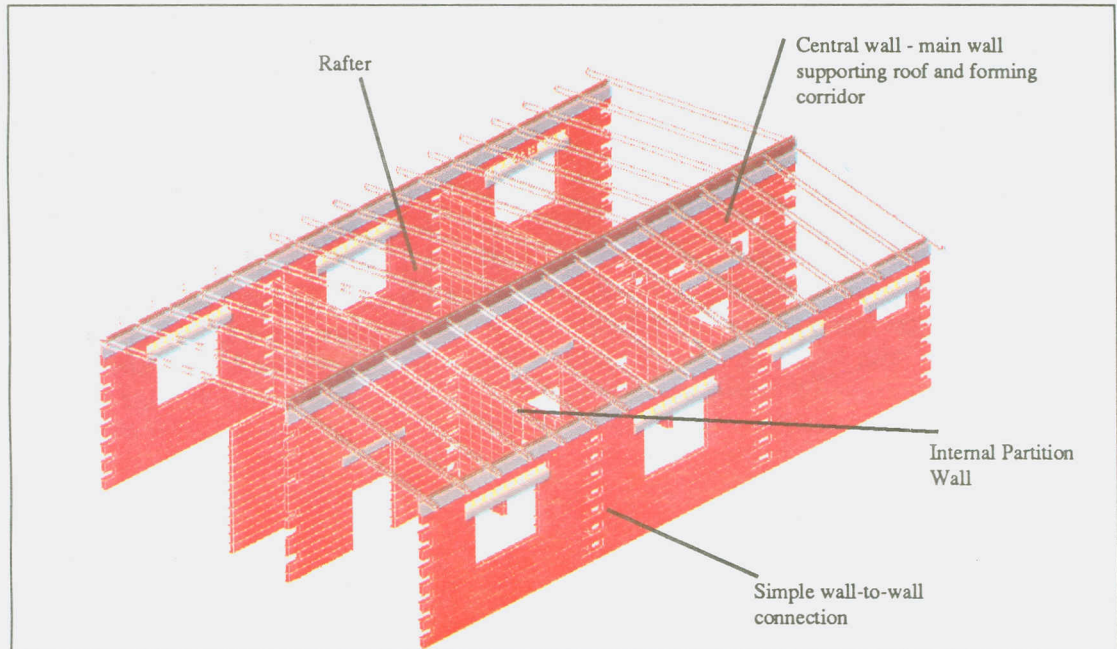 Rafter
Central wall - main wall
supporting roof and forming
corridor
Internal Partition
Wall
Simple wall-to-wall
connection